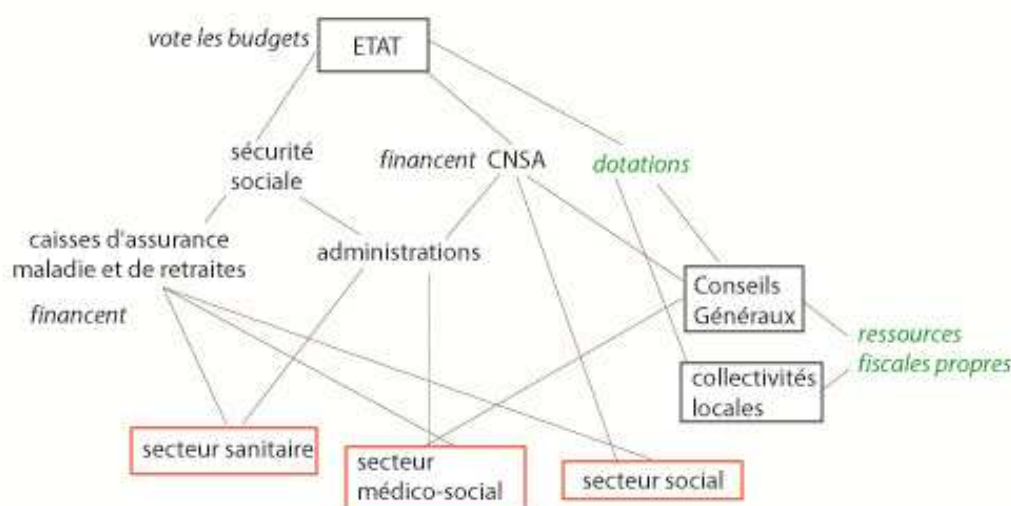 vote les budgets
ETAT
sécurité
sociale
financent CNSA
dotations
caisses d'assurance
maladie et de retraites
administrations
financent
Conseils
Généraux
ressources
fiscales propres
collectivités
locales
secteur sanitaire
secteur
médico-social
secteur social